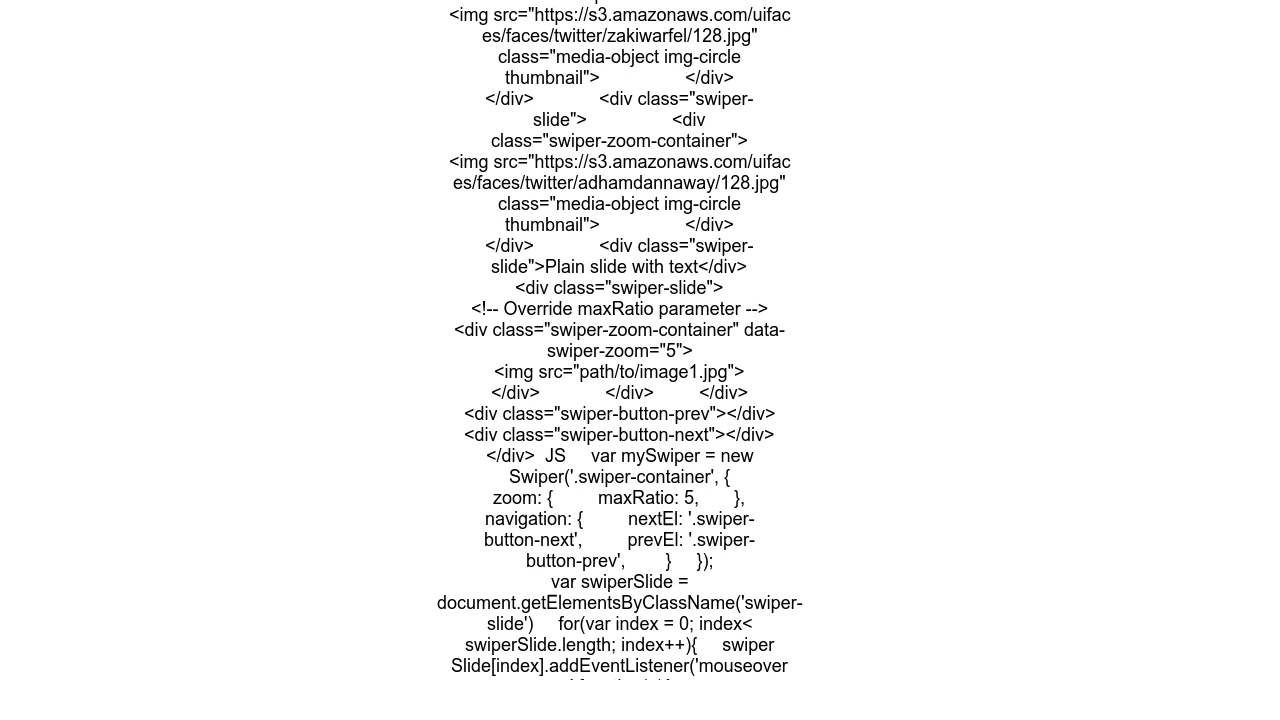 <img src="https://s3.amazonaws.com/uifac
es/faces/twitter/zakiwarfel/128.jpg"
class="media-object img-circle
thumbnail"> </div>
</div> <div class="swiper-
slide"> <div
class="swiper-zoom-container">
<img src="https://s3.amazonaws.com/uifac
es/faces/twitter/adhamdannaway/128.jpg"
class="media-object img-circle
thumbnail"> </div>
</div> <div class="swiper-
slide">Plain slide with text</div>
<div class="swiper-slide">
<!-- Override maxRatio parameter -->
<div class="swiper-zoom-container" data-
swiper-zoom="5">
<img src="path/to/image1.jpg">
</div> </div> </div>
<div class="swiper-button-prev"></div>
<div class="swiper-button-next"></div>
</div> JS var mySwiper = new
Swiper('.swiper-container', {
zoom: { maxRatio: 5, },
navigation: { nextEl: '.swiper-
button-next', prevEl: '.swiper-
button-prev', } });
var swiperSlide =
document.getElementsByClassName('swiper-
slide') for(var index = 0; index<
swiperSlide.length; index++){ swiper
Slide[index].addEventListener('mouseover